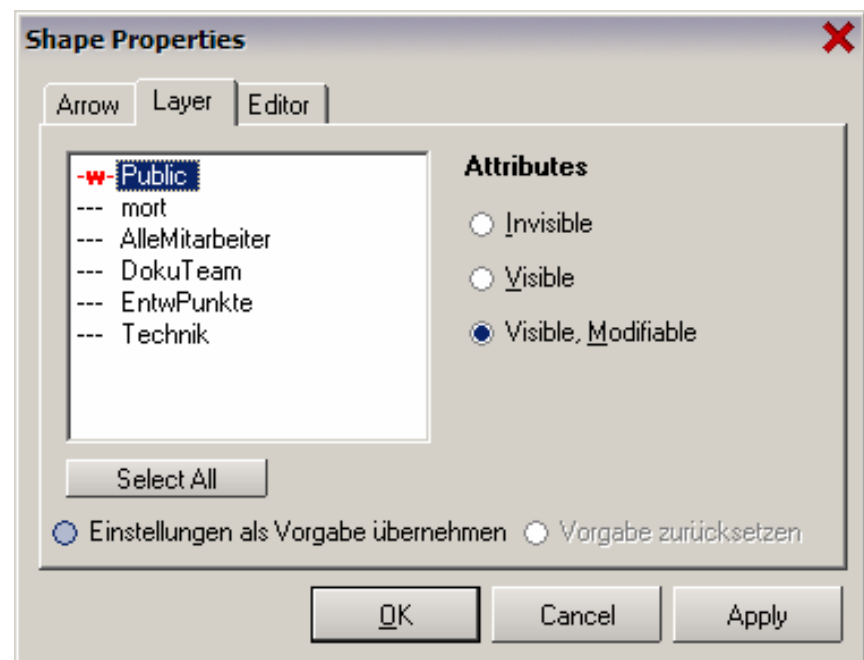 Shape Properties
Arrow Layer Editor
-w- Public
--- mort
--- AlleMitarbeiter
--- DokuTeam
--- EntwPunkte
--- Technik
Attributes
Invisible
Visible
Visible, Modifiable
Select All
Einstellungen als Vorgabe übernehmen Vorgabe zurücksetzen
OK Cancel Apply